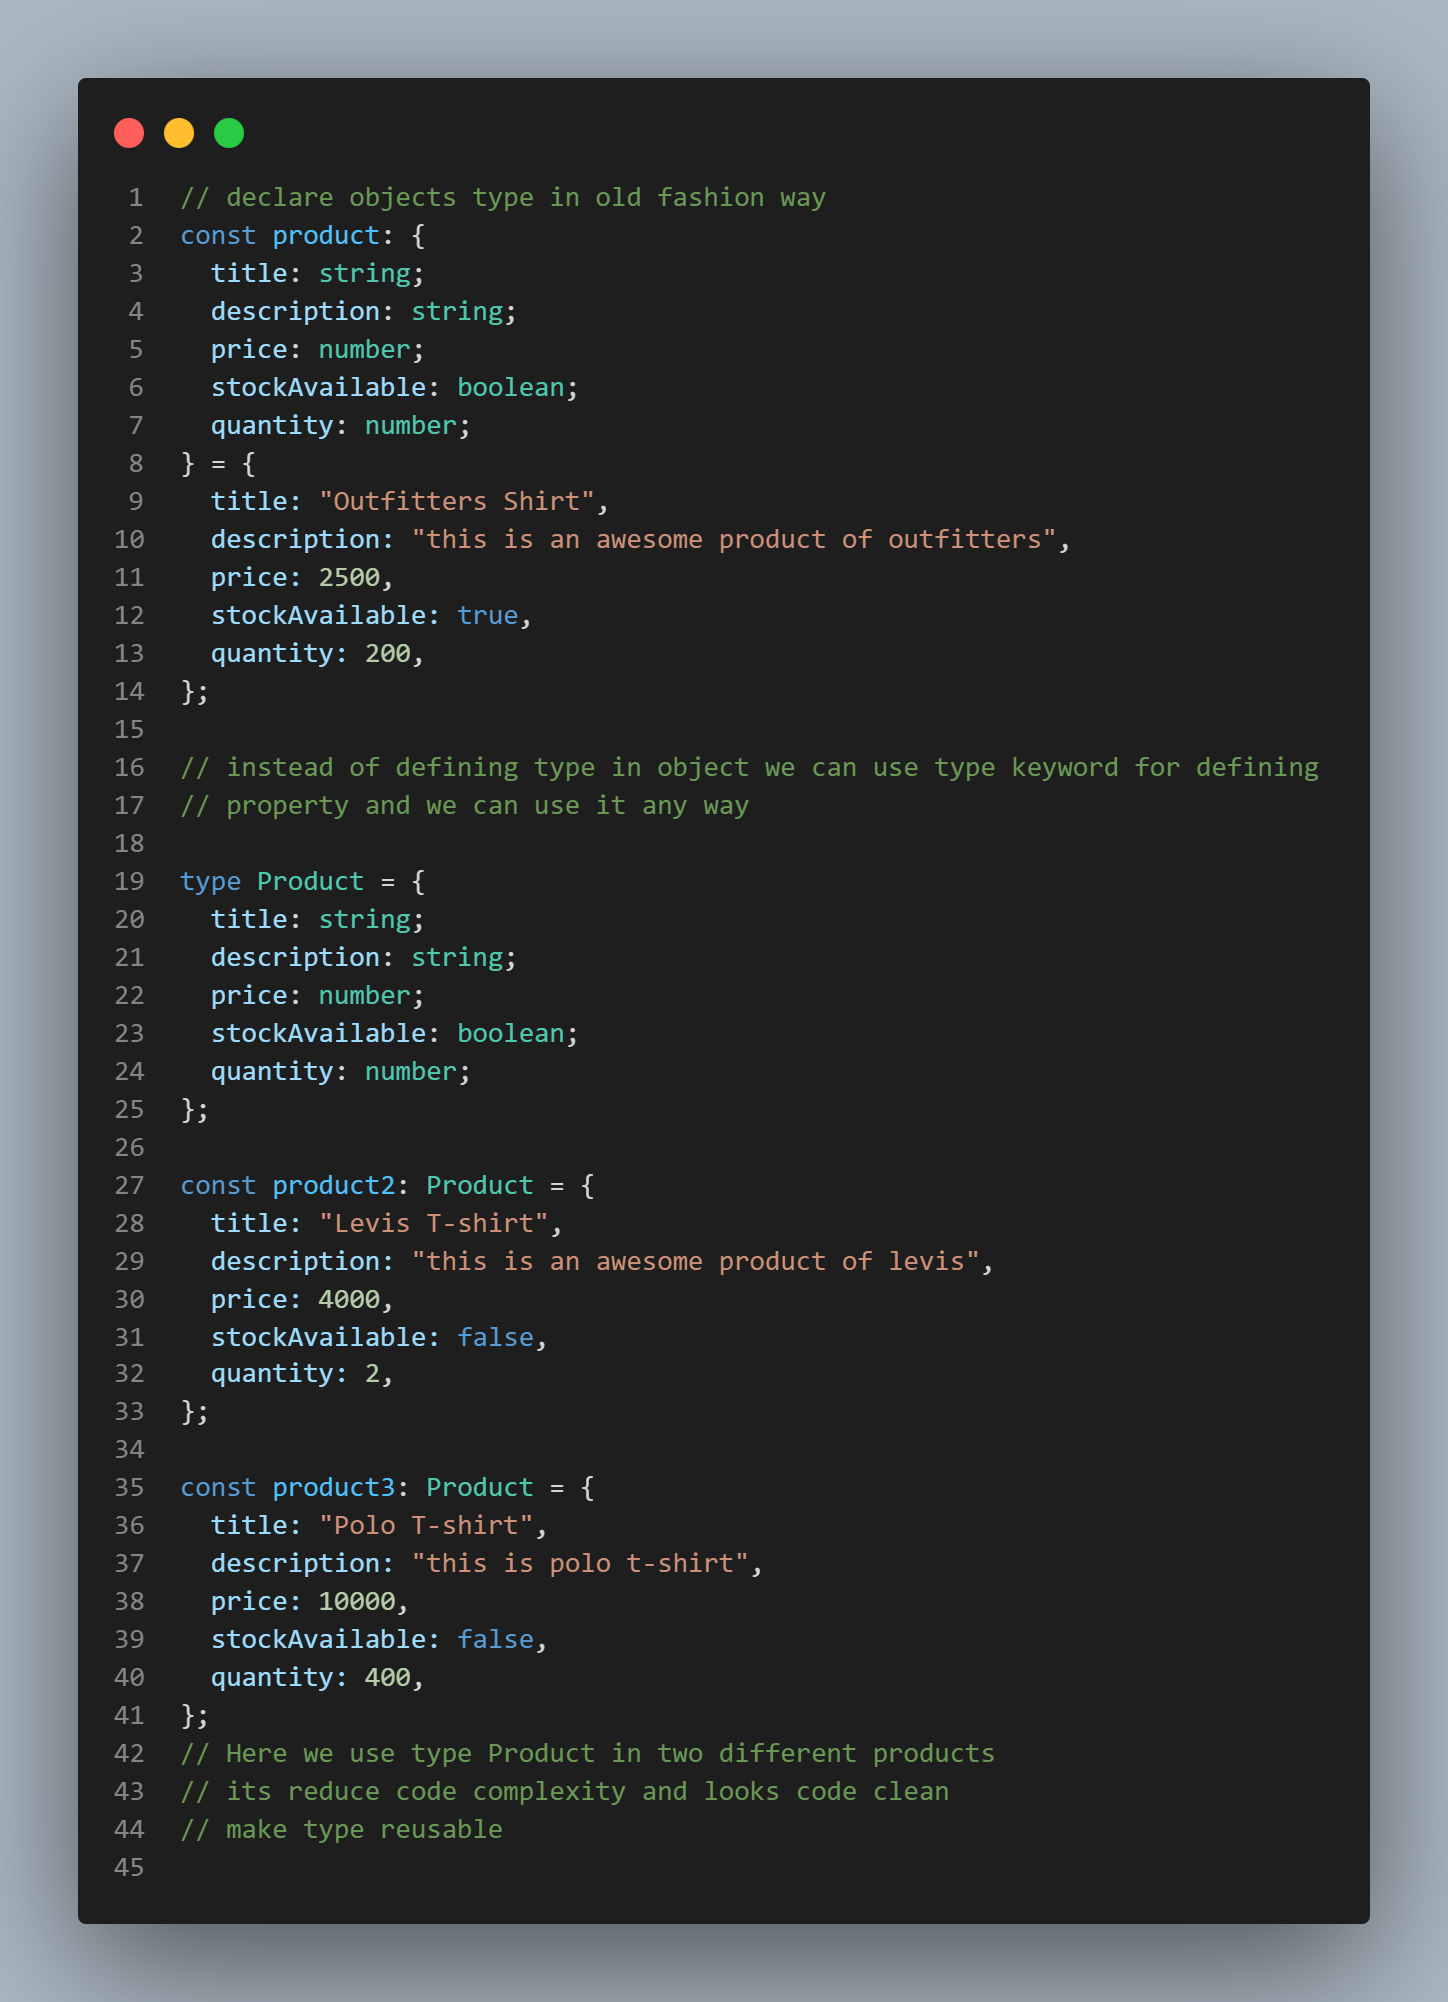 1 // declare objects type in old fashion way
2 const product: {
3   title: string;
4   description: string;
5   price: number;
6   stockAvailable: boolean;
7   quantity: number;
8 } = {
9   title: "Outfitters Shirt",
10   description: "this is an awesome product of outfitters",
11   price: 2500,
12   stockAvailable: true,
13   quantity: 200,
14 };
15
16 // instead of defining type in object we can use type keyword for defining
17 // property and we can use it any way
18
19 type Product = {
20   title: string;
21   description: string;
22   price: number;
23   stockAvailable: boolean;
24   quantity: number;
25 };
26
27 const product2: Product = {
28   title: "Levis T-shirt",
29   description: "this is an awesome product of levis",
30   price: 4000,
31   stockAvailable: false,
32   quantity: 2,
33 };
34
35 const product3: Product = {
36   title: "Polo T-shirt",
37   description: "this is polo t-shirt",
38   price: 10000,
39   stockAvailable: false,
40   quantity: 400,
41 };
42 // Here we use type Product in two different products
43 // its reduce code complexity and looks code clean
44 // make type reusable
45